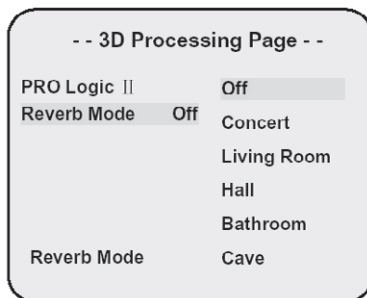 - - 3D Processing Page - -
PRO Logic II
Reverb Mode Off
Off
Concert
Living Room
Hall
Bathroom
Cave
Reverb Mode